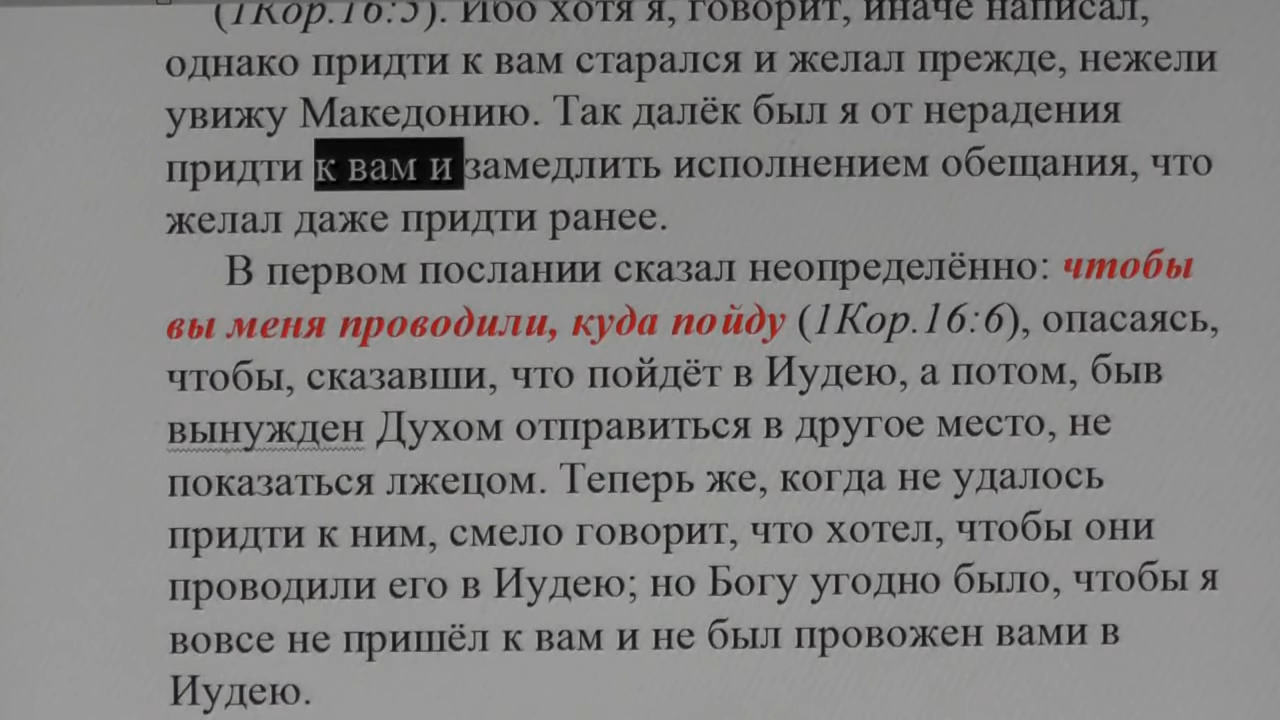 (1Кор.16:5). Ибо хотя я, говорит, иначе написал,
однако придти к вам старался и желал прежде, нежели
увижу Македонию. Так далёк был я от нерадения
придти к вам и замедлить исполнением обещания, что
желал даже придти ранее.
В первом послании сказал неопределённо: чтобы
вы меня проводили, куда пойду (1Кор.16:6), опасаясь,
чтобы, сказавши, что пойдёт в Иудею, а потом, быв
вынужден Духом отправиться в другое место, не
показаться лжецом. Теперь же, когда не удалось
придти к ним, смело говорит, что хотел, чтобы они
проводили его в Иудею; но Богу угодно было, чтобы я
вовсе не пришёл к вам и не был провожен вами в
Иудею.